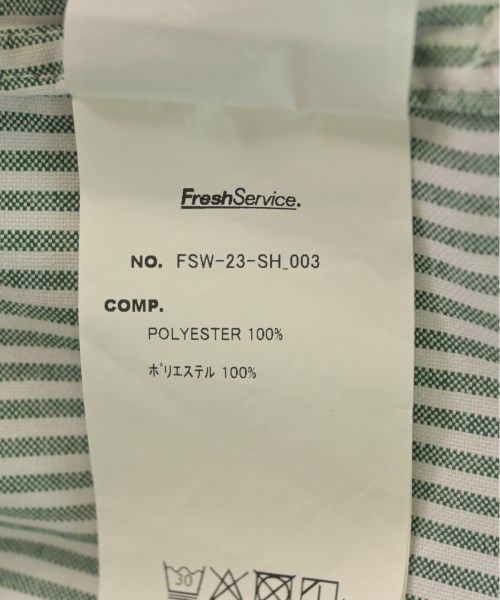 FreshService.
NO. FSW-23-SH_003
COMP.
POLYESTER 100%
ポリエステル 100%
30